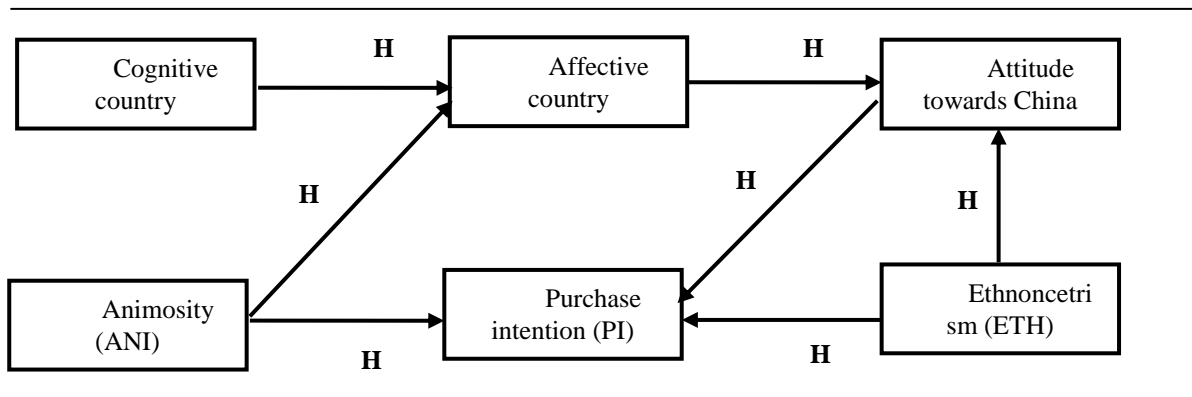 H
H
Cognitive
country
Affective
country
Attitude
towards China
H
H
H
Animosity
(ANI)
Purchase
intention (PI)
Ethnoncetri
sm (ETH)
H
H